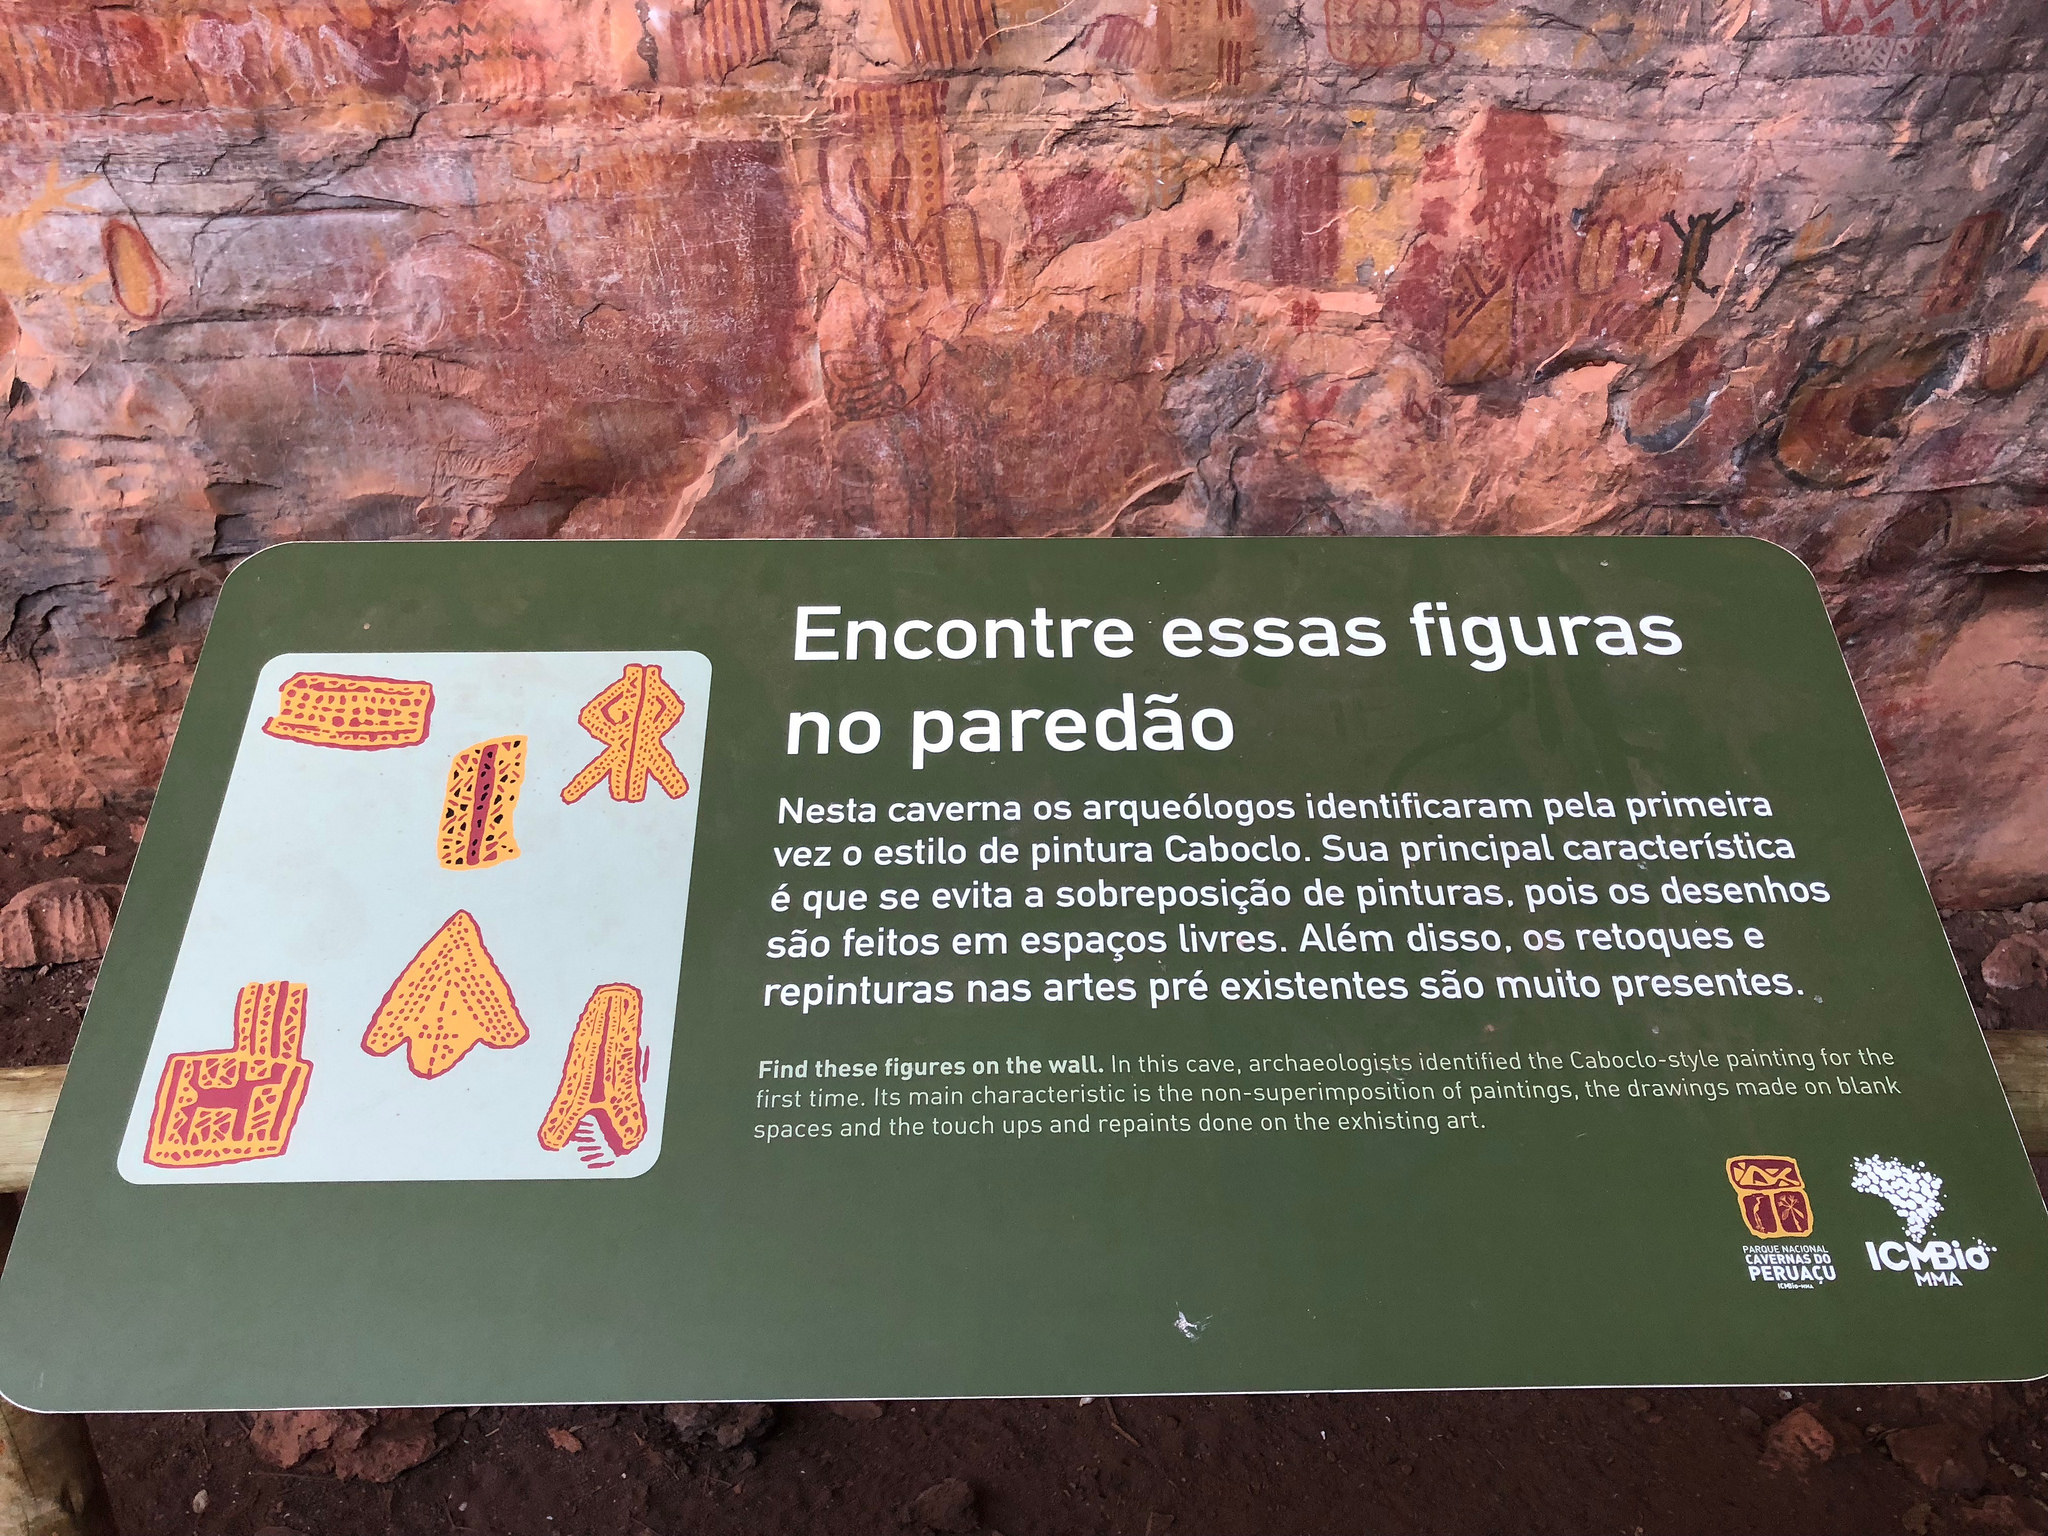 Encontre essas figuras
no paredão
Nesta caverna os arqueólogos identificaram pela primeira
vez o estilo de pintura Caboclo. Sua principal característica
é que se evita a sobreposição de pinturas, pois os desenhos
são feitos em espaços livres. Além disso, os retoques e
repinturas nas artes pré existentes são muito presentes.
Find these figures on the wall. In this cave, archaeologists identified the Caboclo-style painting for the
first time. Its main characteristic is the non-superimposition of paintings, the drawings made on blank
spaces and the touch ups and repaints done on the exhisting art.
PARQUE NACIONAL
CAVERNAS DO
PERUAÇU
ICMBio-MMA
ICMBio
MMA